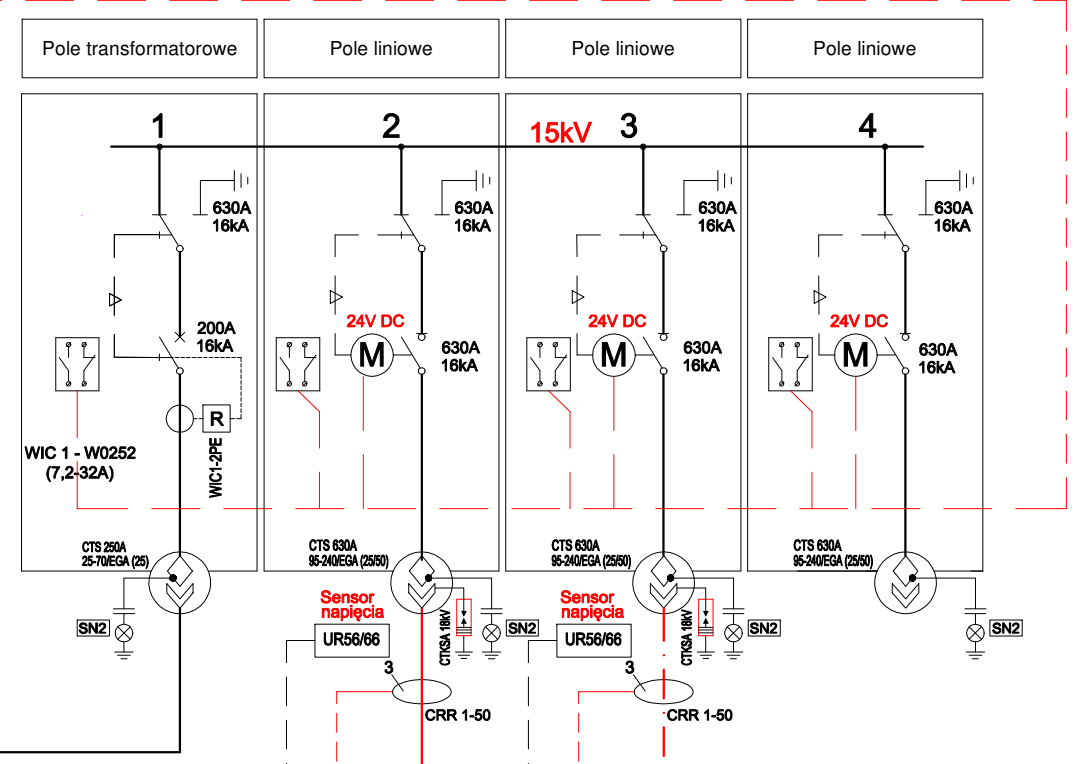 Pole transformatorowe
Pole liniowe
Pole liniowe
Pole liniowe
1
2
15kV
3
4
630A
16kA
630A
16kA
630A
16kA
630A
16kA
200A
16kA
24V DC
M
630A
16kA
24V DC
M
630A
16kA
24V DC
M
630A
16kA
R
WIC1-2PE
WIC 1 - W0252
(7,2-32A)
CTS 250A
25-70/EGA (25)
CTS 630A
95-240/EGA (25/50)
CTS 630A
95-240/EGA (25/50)
CTS 630A
95-240/EGA (25/50)
SN2
Sensor
napięcia
UR56/66
CTKSA 18kV
SN2
Sensor
napięcia
UR56/66
CTKSA 18kV
SN2
SN2
3
CRR 1-50
3
CRR 1-50